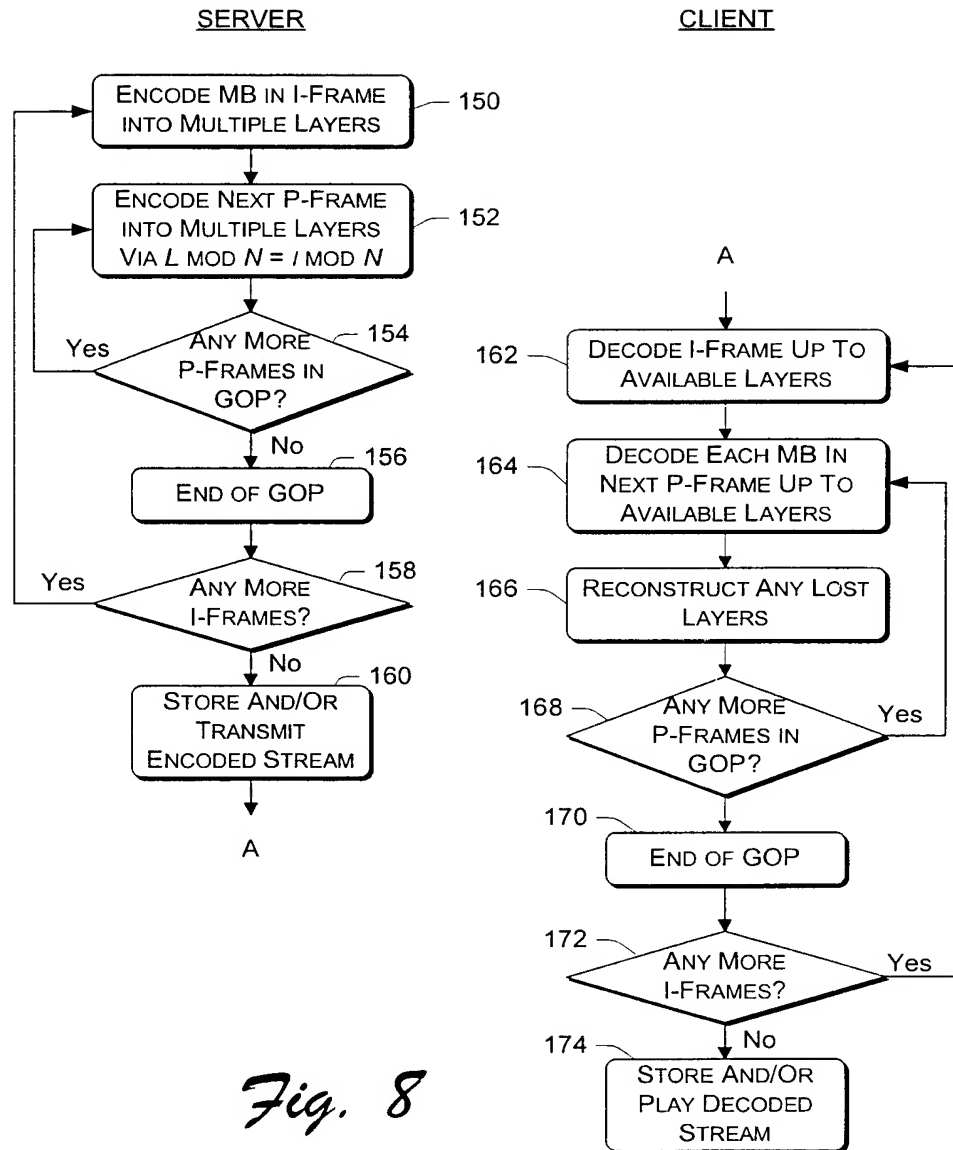 SERVER
ENCODE MB IN I-FRAME
INTO MULTIPLE LAYERS
150
ENCODE NEXT P-FRAME
INTO MULTIPLE LAYERS
VIA L MOD N = I MOD N
152
ANY MORE
P-FRAMES IN
GOP?
154
Yes
No
END OF GOP
156
ANY MORE
I-FRAMES?
158
Yes
No
STORE AND/OR
TRANSMIT
ENCODED STREAM
160
A
CLIENT
A
162
DECODE I-FRAME UP TO
AVAILABLE LAYERS
164
DECODE EACH MB IN
NEXT P-FRAME UP TO
AVAILABLE LAYERS
166
RECONSTRUCT ANY LOST
LAYERS
168
ANY MORE
P-FRAMES IN
GOP?
Yes
170
END OF GOP
172
ANY MORE
I-FRAMES?
Yes
No
174
STORE AND/OR
PLAY DECODED
STREAM
Fig. 8